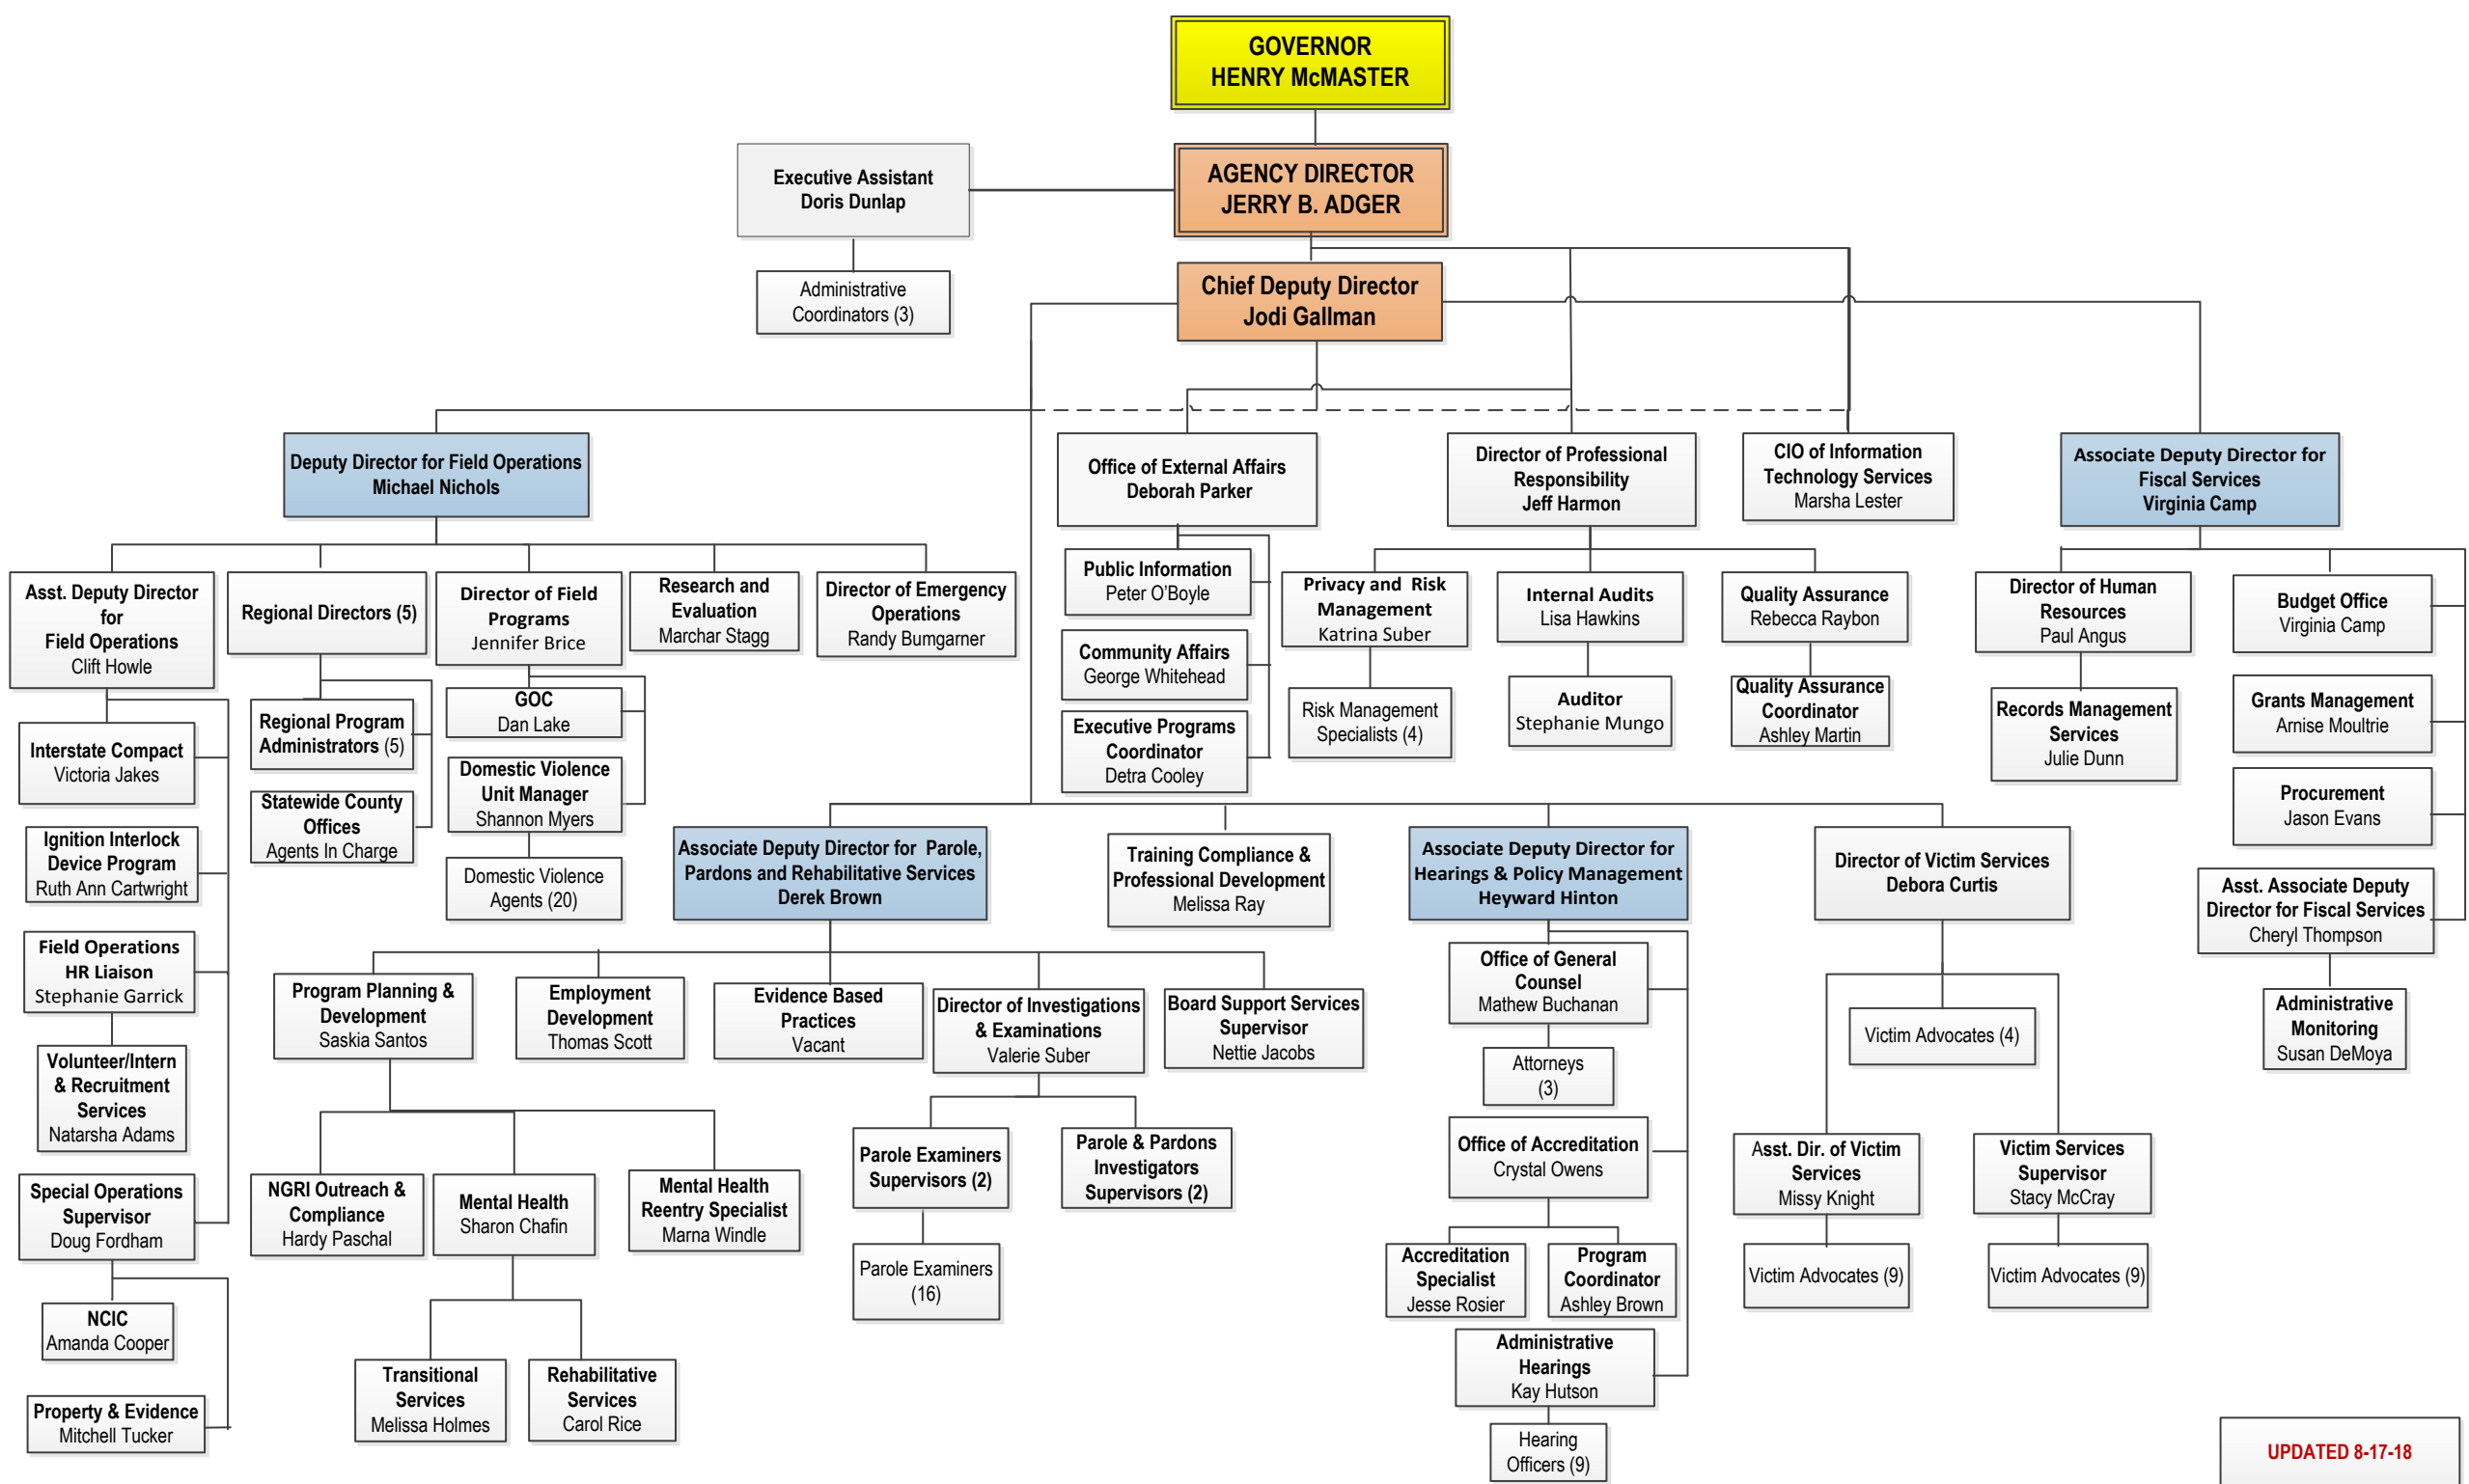 GOVERNOR
HENRY McMASTER
Executive Assistant
Doris Dunlap
AGENCY DIRECTOR
JERRY B. ADGER
Administrative
Coordinators (3)
Chief Deputy Director
Jodi Gallman
Deputy Director for Field Operations
Michael Nichols
Office of External Affairs
Deborah Parker
Director of Professional
Responsibility
Jeff Harmon
CIO of Information
Technology Services
Marsha Lester
Associate Deputy Director for
Fiscal Services
Virginia Camp
Asst. Deputy Director
for
Field Operations
Clift Howle
Regional Directors (5)
Director of Field
Programs
Jennifer Brice
Research and
Evaluation
Marchar Stagg
Director of Emergency
Operations
Randy Bumgarner
Public Information
Peter O'Boyle
Community Affairs
George Whitehead
Executive Programs
Coordinator
Detra Cooley
Privacy and Risk
Management
Katrina Suber
Risk Management
Specialists (4)
Internal Audits
Lisa Hawkins
Auditor
Stephanie Mungo
Quality Assurance
Rebecca Raybon
Quality Assurance
Coordinator
Ashley Martin
Director of Human
Resources
Paul Angus
Records Management
Services
Julie Dunn
Budget Office
Virginia Camp
Grants Management
Arnise Moultrie
Procurement
Jason Evans
Asst. Associate Deputy
Director for Fiscal Services
Cheryl Thompson
Administrative
Monitoring
Susan DeMoya
Interstate Compact
Victoria Jakes
Ignition Interlock
Device Program
Ruth Ann Cartwright
Field Operations
HR Liaison
Stephanie Garrick
Volunteer/Intern
& Recruitment
Services
Natarsha Adams
Special Operations
Supervisor
Doug Fordham
NCIC
Amanda Cooper
Property & Evidence
Mitchell Tucker
Regional Program
Administrators (5)
Statewide County
Offices
Agents In Charge
GOC
Dan Lake
Domestic Violence
Unit Manager
Shannon Myers
Domestic Violence
Agents (20)
Associate Deputy Director for Parole,
Pardons and Rehabilitative Services
Derek Brown
Training Compliance &
Professional Development
Melissa Ray
Associate Deputy Director for
Hearings & Policy Management
Heyward Hinton
Director of Victim Services
Debora Curtis
Program Planning &
Development
Saskia Santos
Employment
Development
Thomas Scott
Evidence Based
Practices
Vacant
Director of Investigations
& Examinations
Valerie Suber
Board Support Services
Supervisor
Nettie Jacobs
NGRI Outreach &
Compliance
Hardy Paschal
Mental Health
Sharon Chafin
Mental Health
Reentry Specialist
Marna Windle
Transitional
Services
Melissa Holmes
Rehabilitative
Services
Carol Rice
Parole Examiners
Supervisors (2)
Parole & Pardons
Investigators
Supervisors (2)
Parole Examiners
(16)
Office of General
Counsel
Mathew Buchanan
Attorneys
(3)
Office of Accreditation
Crystal Owens
Accreditation
Specialist
Jesse Rosier
Program
Coordinator
Ashley Brown
Administrative
Hearings
Kay Hutson
Hearing
Officers (9)
Victim Advocates (4)
Asst. Dir. of Victim
Services
Missy Knight
Victim Services
Supervisor
Stacy McCray
Victim Advocates (9)
Victim Advocates (9)
UPDATED 8-17-18